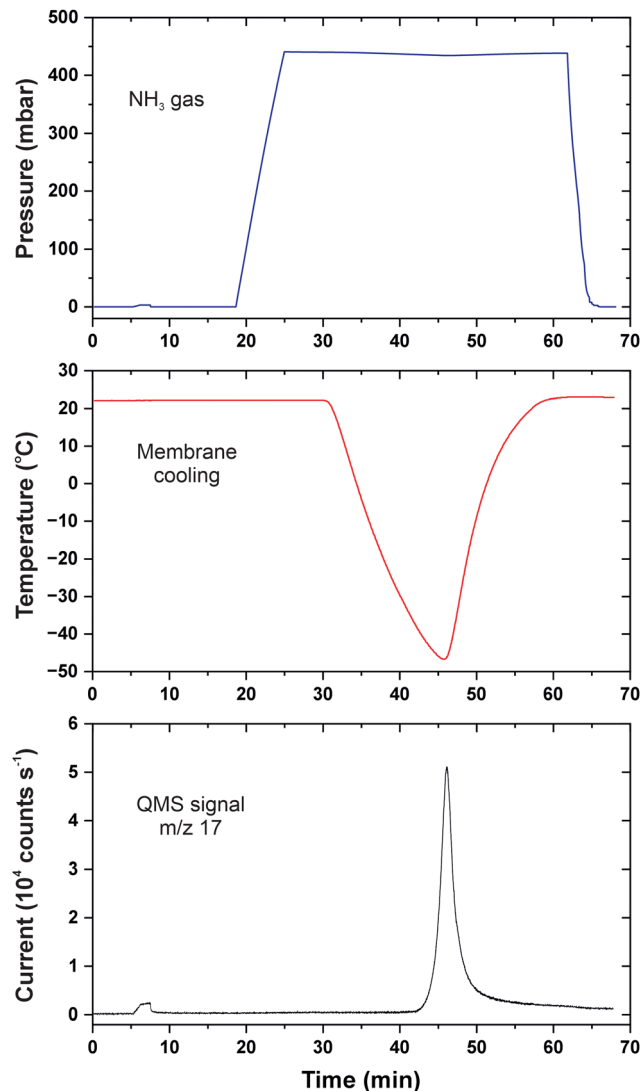 500
400
300
200
100
0
Pressure (mbar)
NH₃ gas
0 10 20 30 40 50 60 70
30
20
10
0
−10
−20
−30
−40
−50
Temperature (°C)
Membrane
cooling
0 10 20 30 40 50 60 70
6
5
4
3
2
1
0
Current (10⁴ counts s⁻¹)
QMS signal
m/z 17
0 10 20 30 40 50 60 70
Time (min)